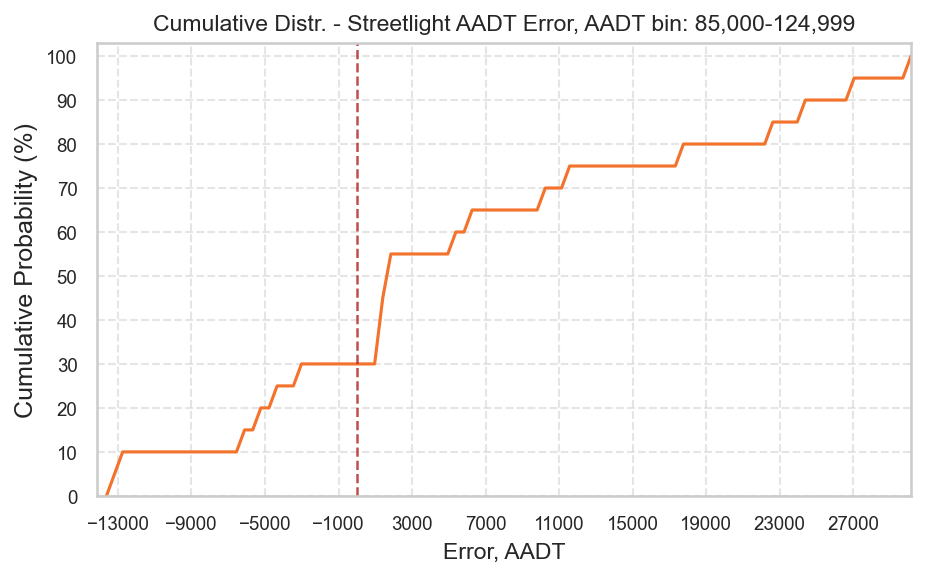 Cumulative Distr. - Streetlight AADT Error, AADT bin: 85,000-124,999
Cumulative Probability (%)
100
90
80
70
60
50
40
30
20
10
0
−13000 −9000 −5000 −1000 3000 7000 11000 15000 19000 23000 27000
Error, AADT